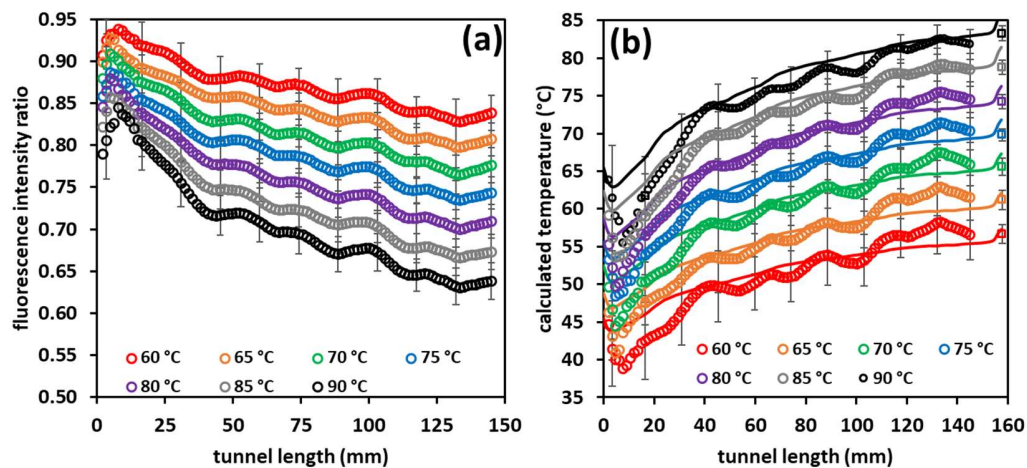 (a)
fluorescence intensity ratio
0.95
0.90
0.85
0.80
0.75
0.70
0.65
0.60
0.55
0.50
60 °C 65 °C 70 °C 75 °C
80 °C 85 °C 90 °C
0 25 50 75 100 125 150
tunnel length (mm)
(b)
calculated temperature (°C)
85
80
75
70
65
60
55
50
45
40
35
60 °C 65 °C 70 °C 75 °C
80 °C 85 °C 90 °C
0 20 40 60 80 100 120 140 160
tunnel length (mm)